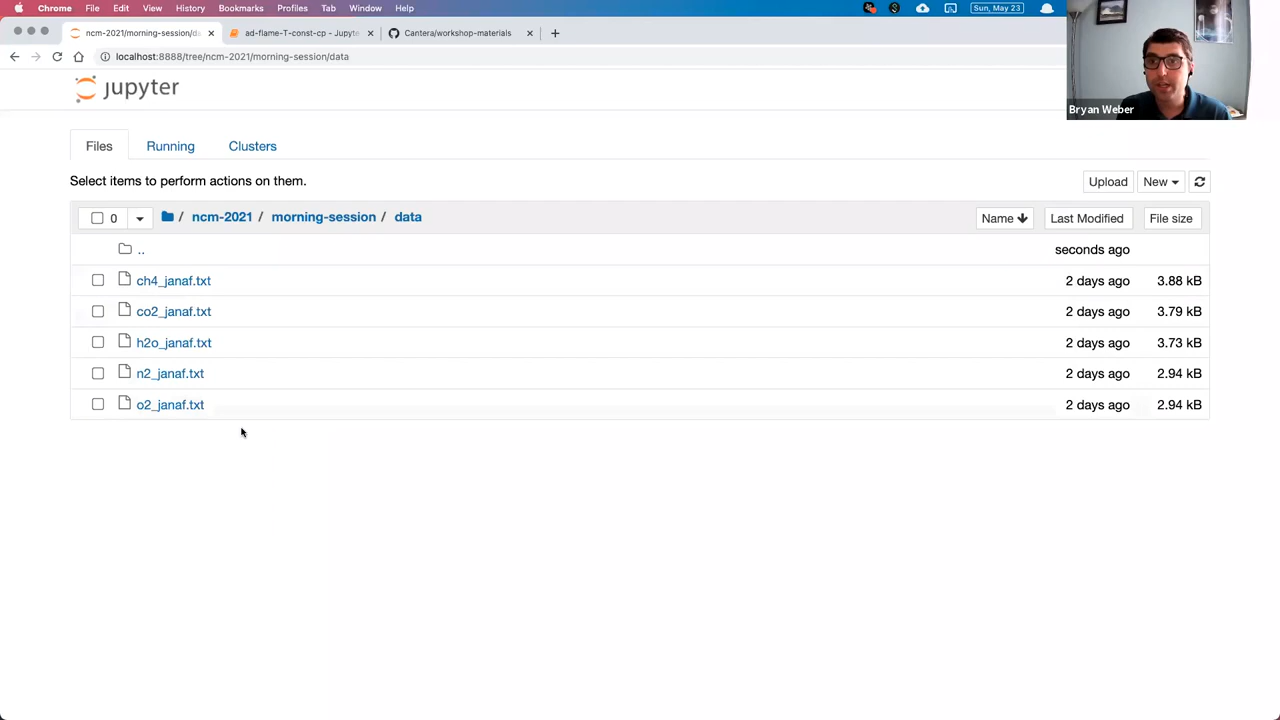 Chrome File Edit View History Bookmarks Profiles Tab Window Help Sun, May 23
ncm-2021/morning-session/da ad-flame-T-const-cp - Jupyte Cantera/workshop-materials
localhost:8888/tree/ncm-2021/morning-session/data
jupyter
Bryan Weber
Files Running Clusters
Select items to perform actions on them.
Upload New
0 / ncm-2021 / morning-session / data Name Last Modified File size
.. seconds ago
ch4_janaf.txt 2 days ago 3.88 kB
co2_janaf.txt 2 days ago 3.79 kB
h2o_janaf.txt 2 days ago 3.73 kB
n2_janaf.txt 2 days ago 2.94 kB
o2_janaf.txt 2 days ago 2.94 kB